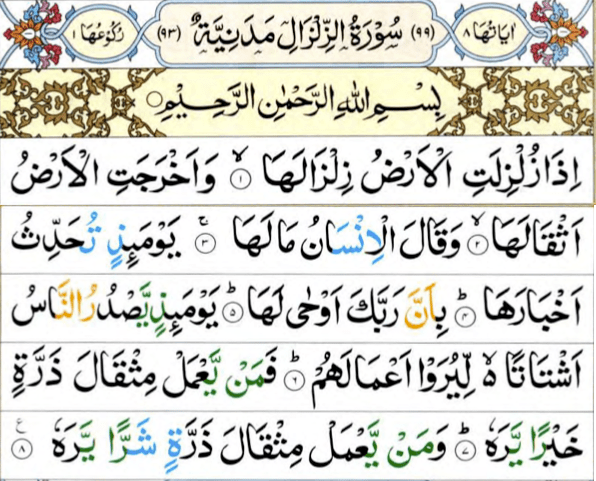 اٰیَاتُهَا ٨ (٩٩) سُوْرَةُ الزِّلْزَالِ مَدَنِيَّةٌ (٩٣) رُكُوْعُهَا ١
بِسْمِ اللّٰهِ الرَّحْمٰنِ الرَّحِيْمِ
اِذَا زُلْزِلَتِ الْاَرْضُ زِلْزَالَهَا ۙ﴿١﴾ وَاَخْرَجَتِ الْاَرْضُ
اَثْقَالَهَا ۙ﴿٢﴾ وَقَالَ الْاِنْسَانُ مَا لَهَا ۚ﴿٣﴾ يَوْمَئِذٍ تُحَدِّثُ
اَخْبَارَهَا ؕ﴿٤﴾ بِاَنَّ رَبَّكَ اَوْحٰى لَهَا ؕ﴿٥﴾ يَوْمَئِذٍ يَّصْدُرُ النَّاسُ
اَشْتَاتًا ۙ۬ لِّيُرَوْا اَعْمَالَهُمْ ؕ﴿٦﴾ فَمَنْ يَّعْمَلْ مِثْقَالَ ذَرَّةٍ
خَيْرًا يَّرَهٗ ؕ﴿٧﴾ وَمَنْ يَّعْمَلْ مِثْقَالَ ذَرَّةٍ شَرًّا يَّرَهٗ ﴿٨﴾ ع